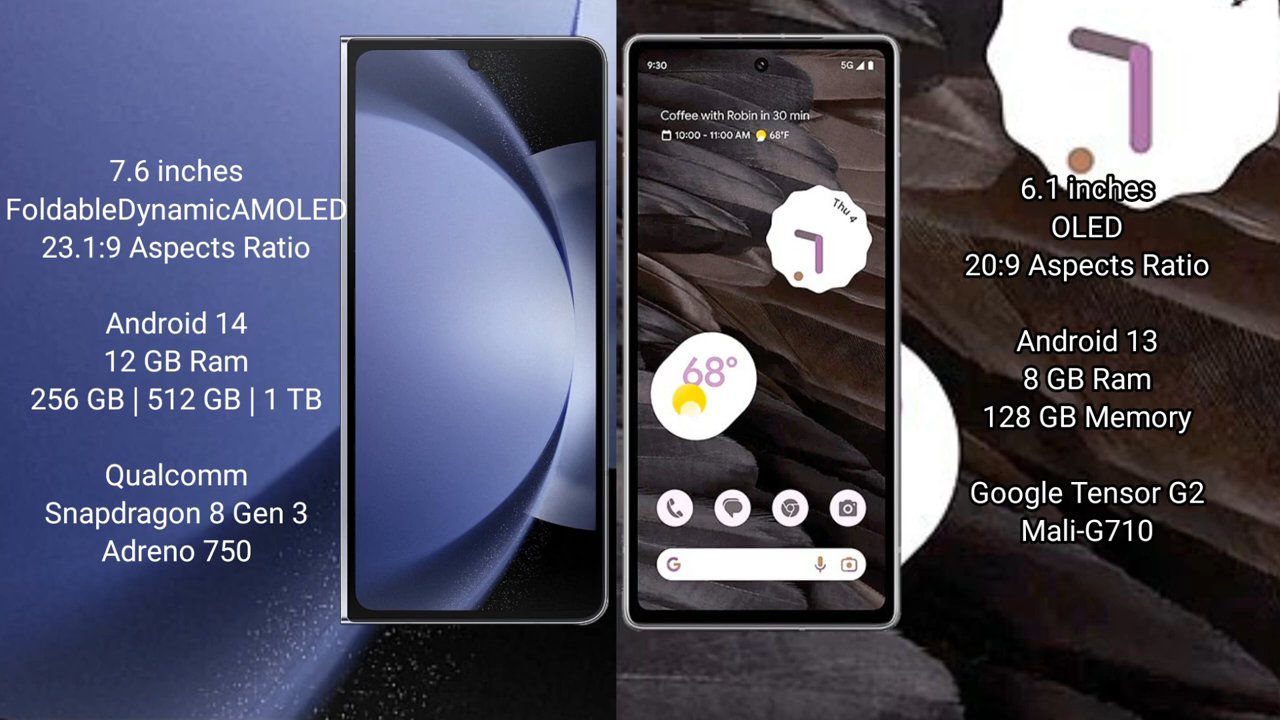 7.6 inches
FoldableDynamicAMOLED
23.1:9 Aspects Ratio
Android 14
12 GB Ram
256 GB | 512 GB | 1 TB
Qualcomm
Snapdragon 8 Gen 3
Adreno 750
9:30
5G
Coffee with Robin in 30 min
10:00 - 11:00 AM 68°F
Thu 4
68°
G
6.1 inches
OLED
20:9 Aspects Ratio
Android 13
8 GB Ram
128 GB Memory
Google Tensor G2
Mali-G710